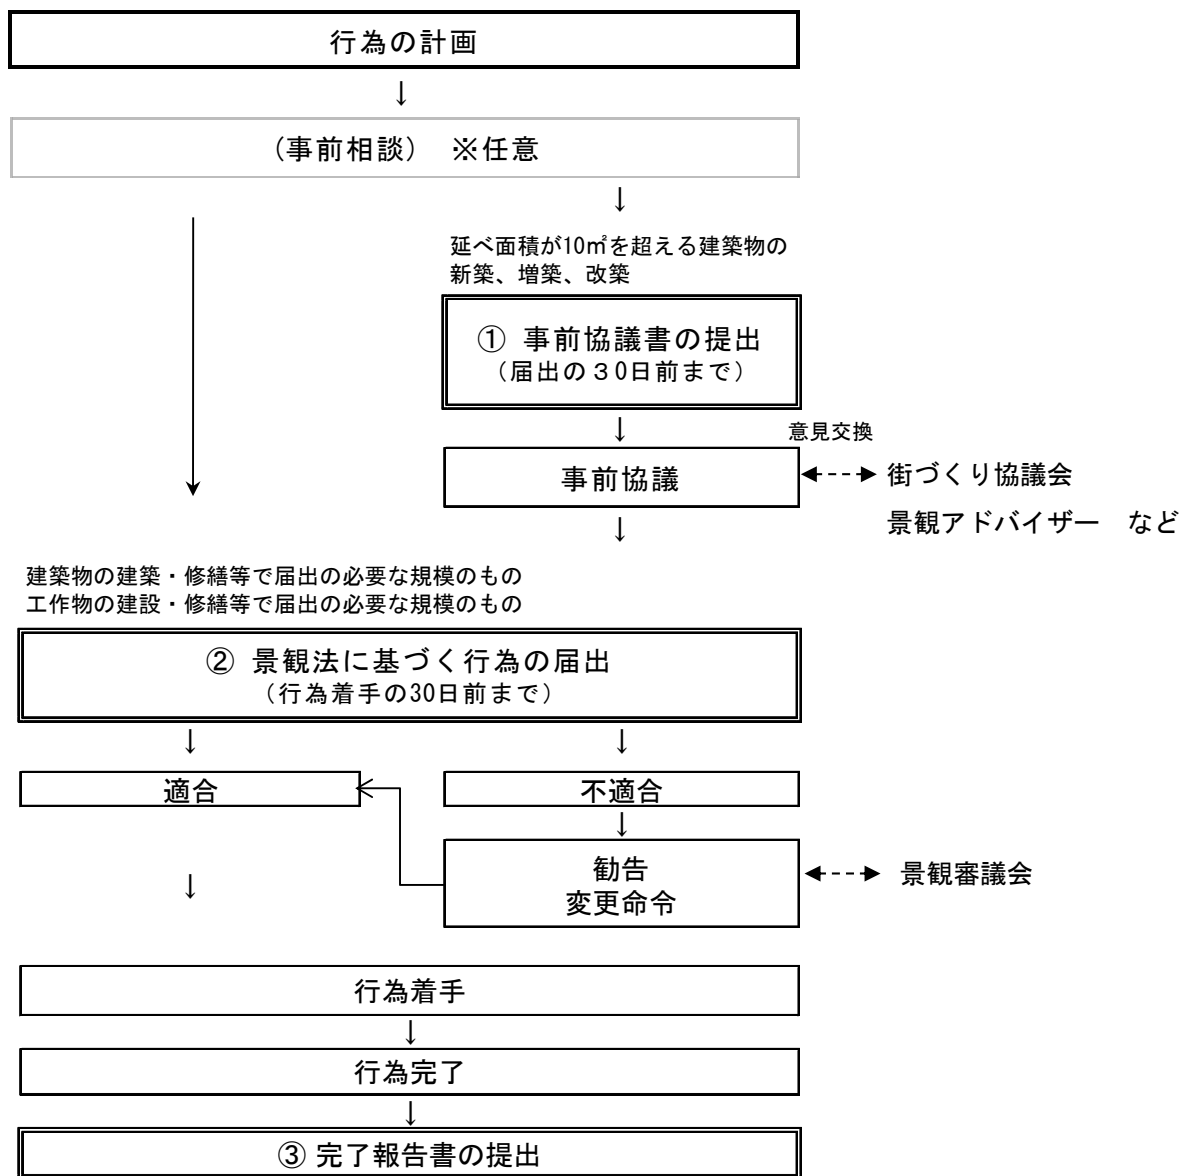 行為の計画
↓
(事前相談)　※任意
↓
延べ面積が10㎡を超える建築物の
新築、増築、改築
① 事前協議書の提出
(届出の３０日前まで)
↓
意見交換
事前協議
街づくり協議会
景観アドバイザー　など
↓
建築物の建築・修繕等で届出の必要な規模のもの
工作物の建設・修繕等で届出の必要な規模のもの
② 景観法に基づく行為の届出
(行為着手の30日前まで)
↓ ↓
適合
不適合
↓
勧告
変更命令
景観審議会
↓
行為着手
↓
行為完了
↓
③ 完了報告書の提出